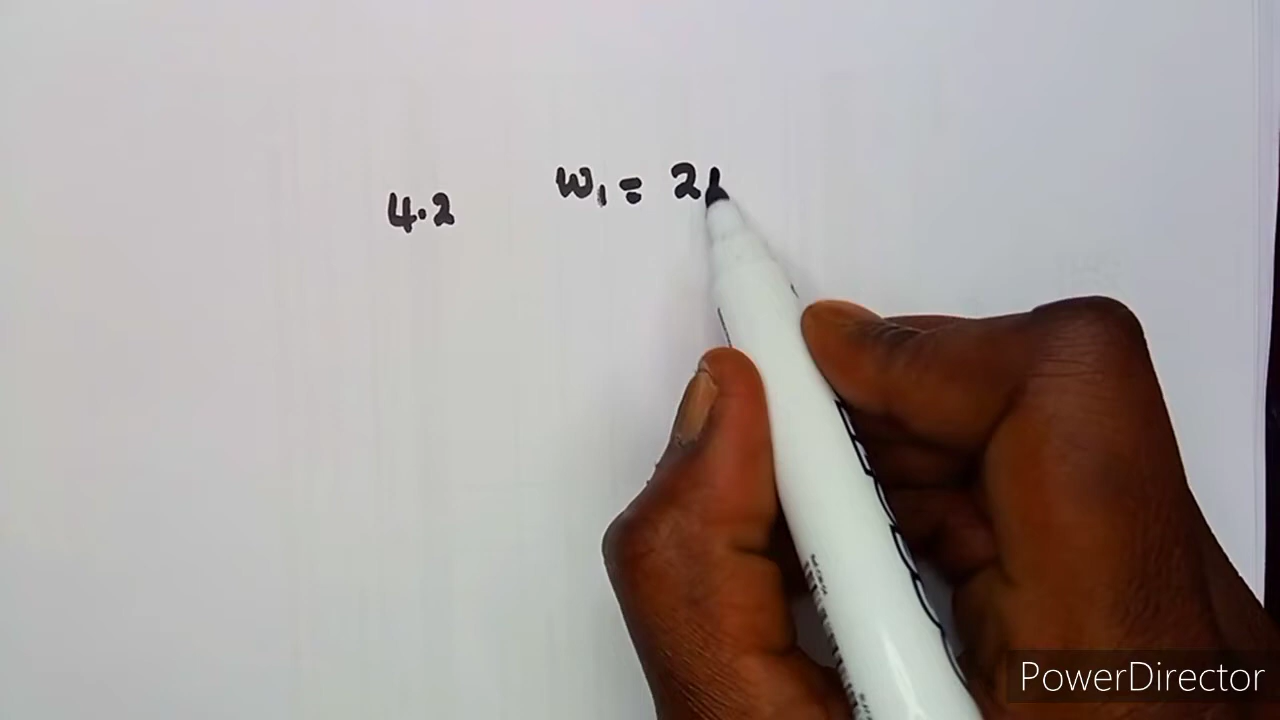 4.2 W₁ = 2
PowerDirector